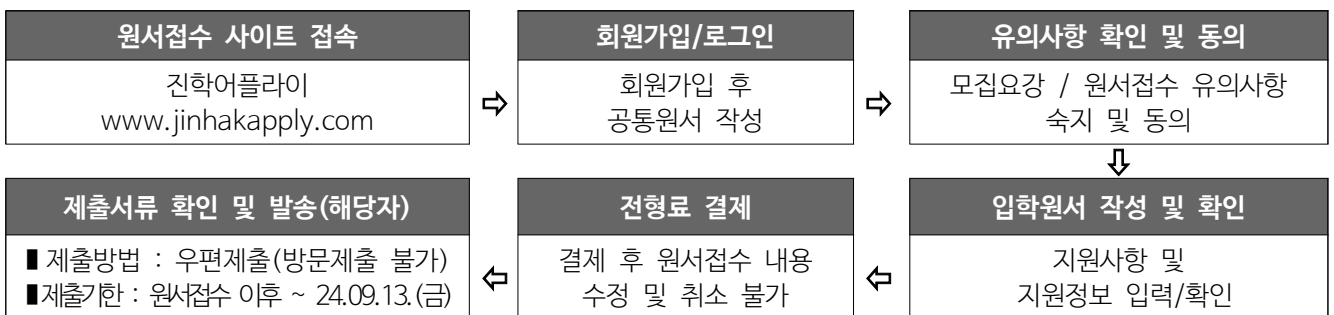 원서접수 사이트 접속
진학어플라이
www.jinhakapply.com
⇨
회원가입/로그인
회원가입 후
공통원서 작성
⇨
유의사항 확인 및 동의
모집요강 / 원서접수 유의사항
숙지 및 동의
⇩
입학원서 작성 및 확인
지원사항 및
지원정보 입력/확인
⇦
전형료 결제
결제 후 원서접수 내용
수정 및 취소 불가
⇦
제출서류 확인 및 발송(해당자)
▮제출방법 : 우편제출(방문제출 불가)
▮제출기한 : 원서접수 이후 ~ 24.09.13.(금)